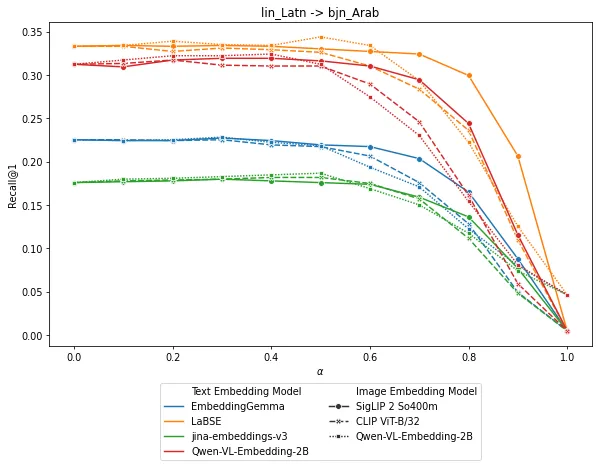 lin_Latn -> bjn_Arab
Recall@1
0.35
0.30
0.25
0.20
0.15
0.10
0.05
0.00
0.0 0.2 0.4 0.6 0.8 1.0
α
Text Embedding Model Image Embedding Model
EmbeddingGemma SigLIP 2 So400m
LaBSE CLIP ViT-B/32
jina-embeddings-v3 Qwen-VL-Embedding-2B
Qwen-VL-Embedding-2B